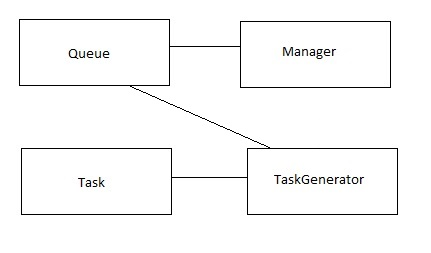 Queue
Manager
Task
TaskGenerator